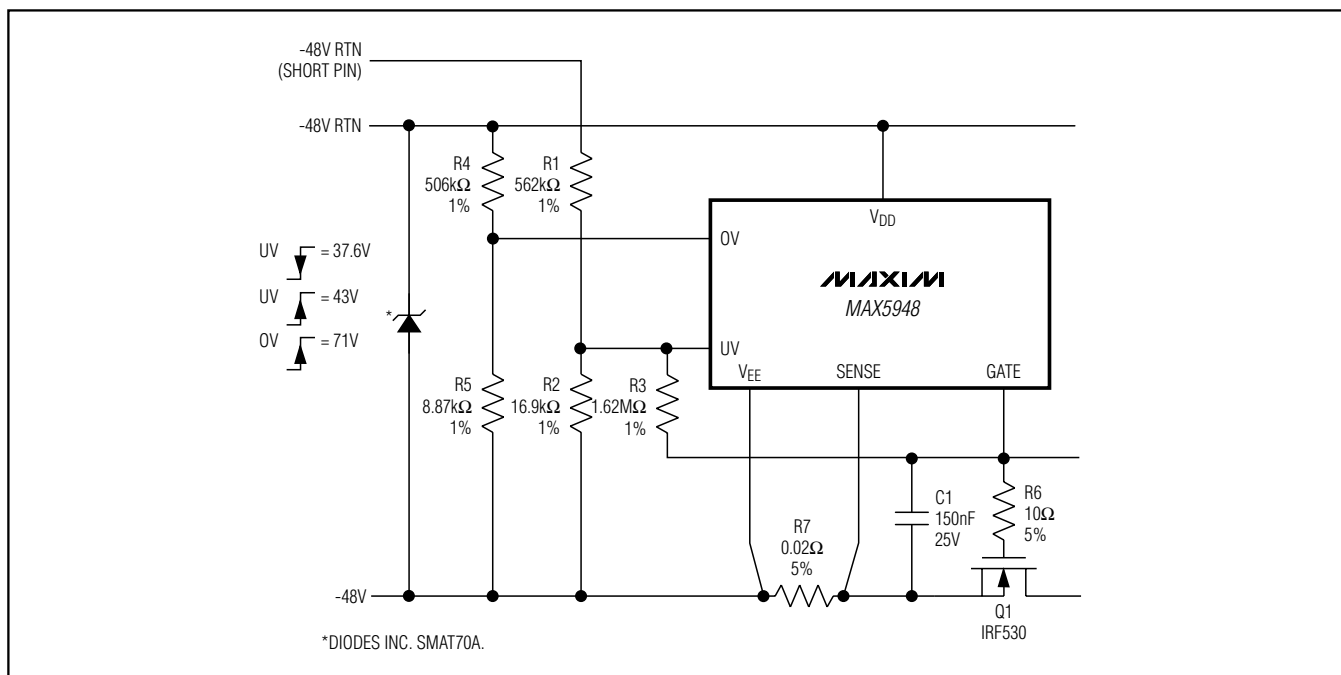 -48V RTN
(SHORT PIN)
-48V RTN
R4
506kΩ
1%
R1
562kΩ
1%
UV = 37.6V
UV = 43V
OV = 71V
*
VDD
OV
MAXIM
MAX5948
UV
VEE
SENSE
GATE
R5
8.87kΩ
1%
R2
16.9kΩ
1%
R3
1.62MΩ
1%
R7
0.02Ω
5%
C1
150nF
25V
R6
10Ω
5%
-48V
Q1
IRF530
*DIODES INC. SMAT70A.